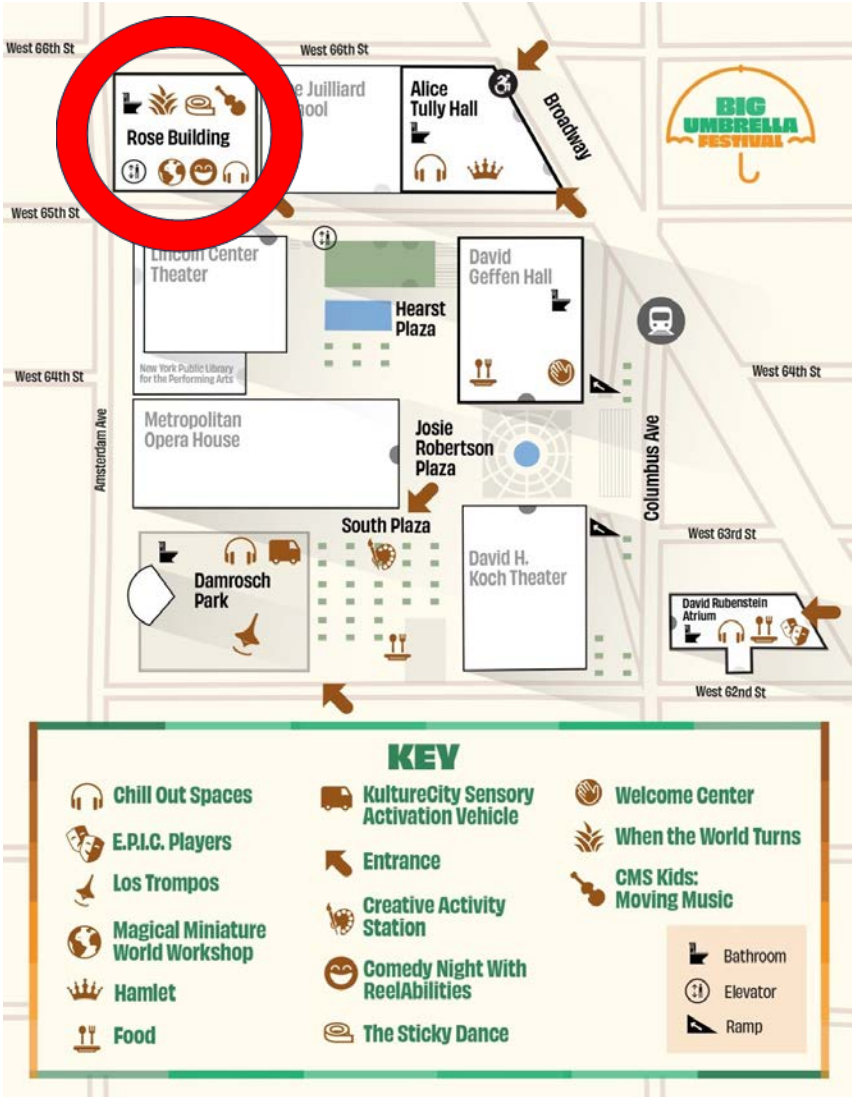 West 66th St
West 66th St
Juilliard
Alice
Tully Hall
Broadway
BIG
UMBRELLA
FESTIVAL
Rose Building
West 65th St
Lincoln Center
Theater
David
Geffen Hall
Hearst
Plaza
New York Public Library
for the Performing Arts
West 64th St
West 64th St
Metropolitan
Opera House
Amsterdam Ave
Josie
Robertson
Plaza
Columbus Ave
South Plaza
West 63rd St
Damrosch
Park
David H.
Koch Theater
David Rubenstein
Atrium
West 62nd St
KEY
Chill Out Spaces
E.P.I.C. Players
Los Trompos
Magical Miniature
World Workshop
Hamlet
Food
KultureCity Sensory
Activation Vehicle
Entrance
Creative Activity
Station
Comedy Night With
ReelAbilities
The Sticky Dance
Welcome Center
When the World Turns
CMS Kids:
Moving Music
Bathroom
Elevator
Ramp